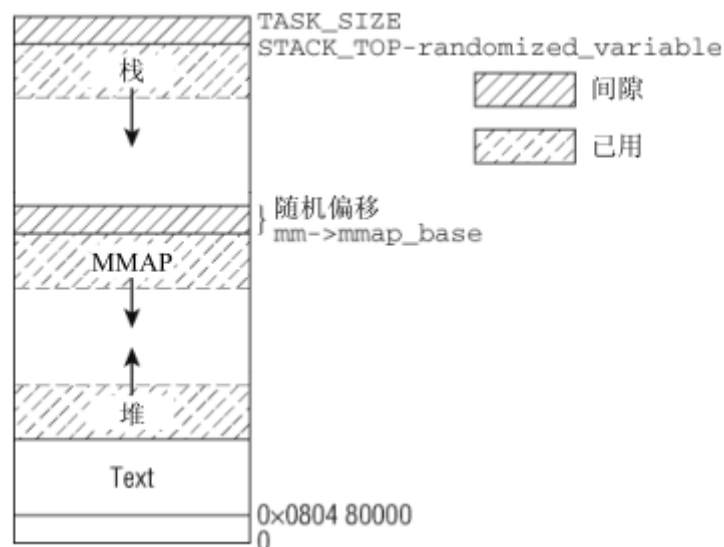 TASK_SIZE
STACK_TOP-randomized_variable
栈
间隙
已用
随机偏移
mm->mmap_base
MMAP
堆
Text
0×0804 80000
0